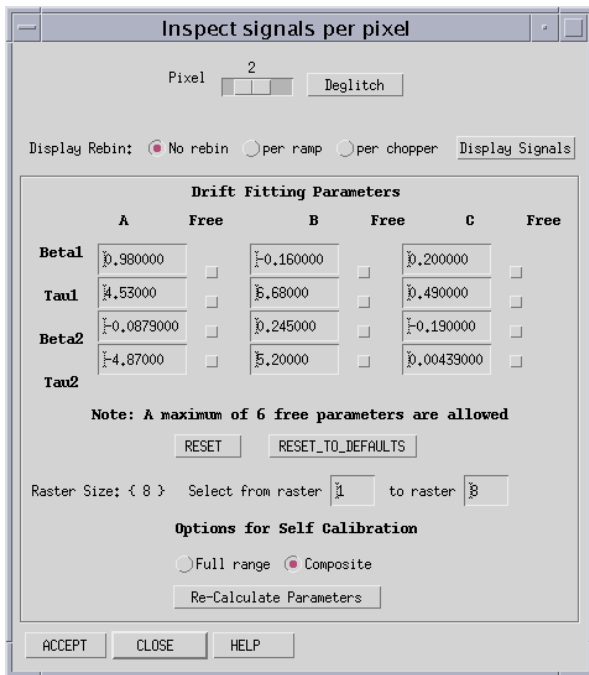 Inspect signals per pixel
2
Pixel Deglitch
Display Rebin: No rebin per ramp per chopper Display Signals
Drift Fitting Parameters
A Free B Free C Free
Beta1 0.980000 -0.160000 0.200000
Tau1 4.53000 6.68000 0.490000
Beta2 -0.0879000 0.245000 -0.190000
Tau2 -4.87000 5.20000 0.00439000
Note: A maximum of 6 free parameters are allowed
RESET RESET_TO_DEFAULTS
Raster Size: { 8 } Select from raster 1 to raster 8
Options for Self Calibration
Full range Composite
Re-Calculate Parameters
ACCEPT CLOSE HELP